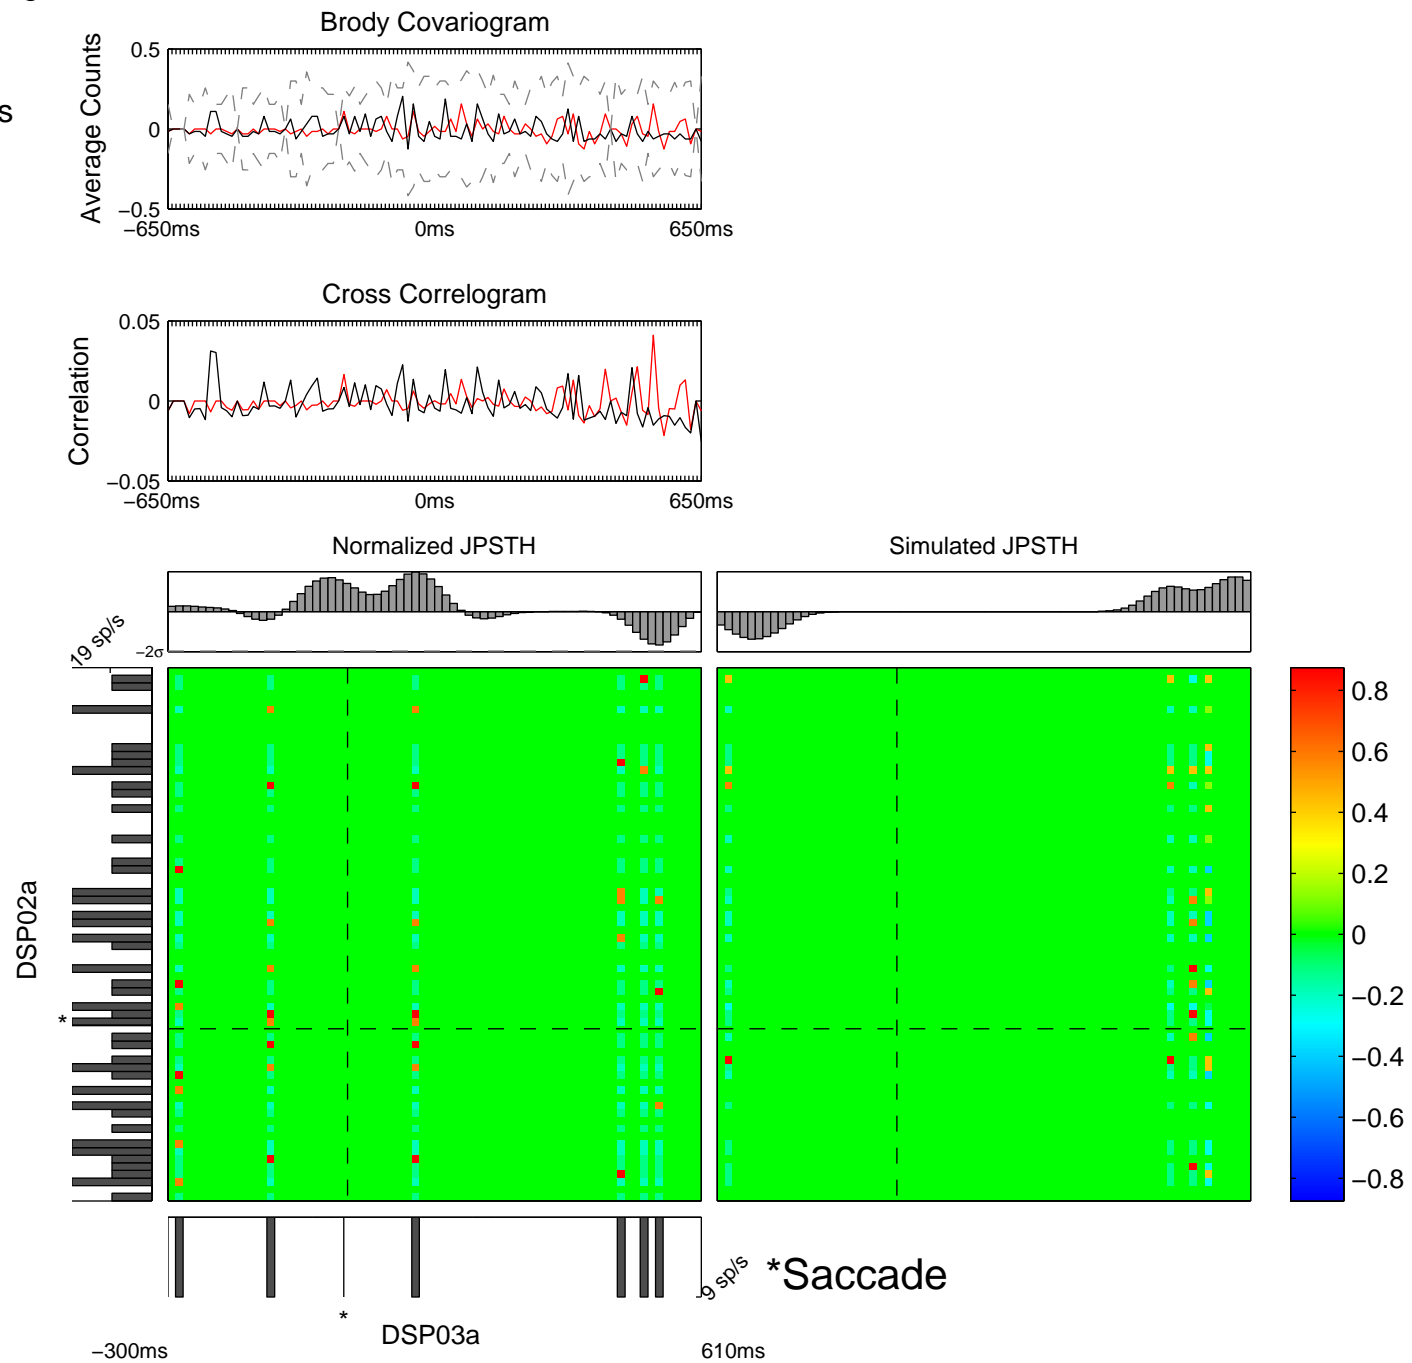 Brody Covariogram
Average Counts
0.5
0
−0.5
−650ms
0ms
650ms
s
Cross Correlogram
Correlation
0.05
0
−0.05
−650ms
0ms
650ms
Normalized JPSTH
Simulated JPSTH
19 sp/s
−2σ
DSP02a
*
0.8
0.6
0.4
0.2
0
−0.2
−0.4
−0.6
−0.8
9 sp/s
*Saccade
*
DSP03a
−300ms
610ms